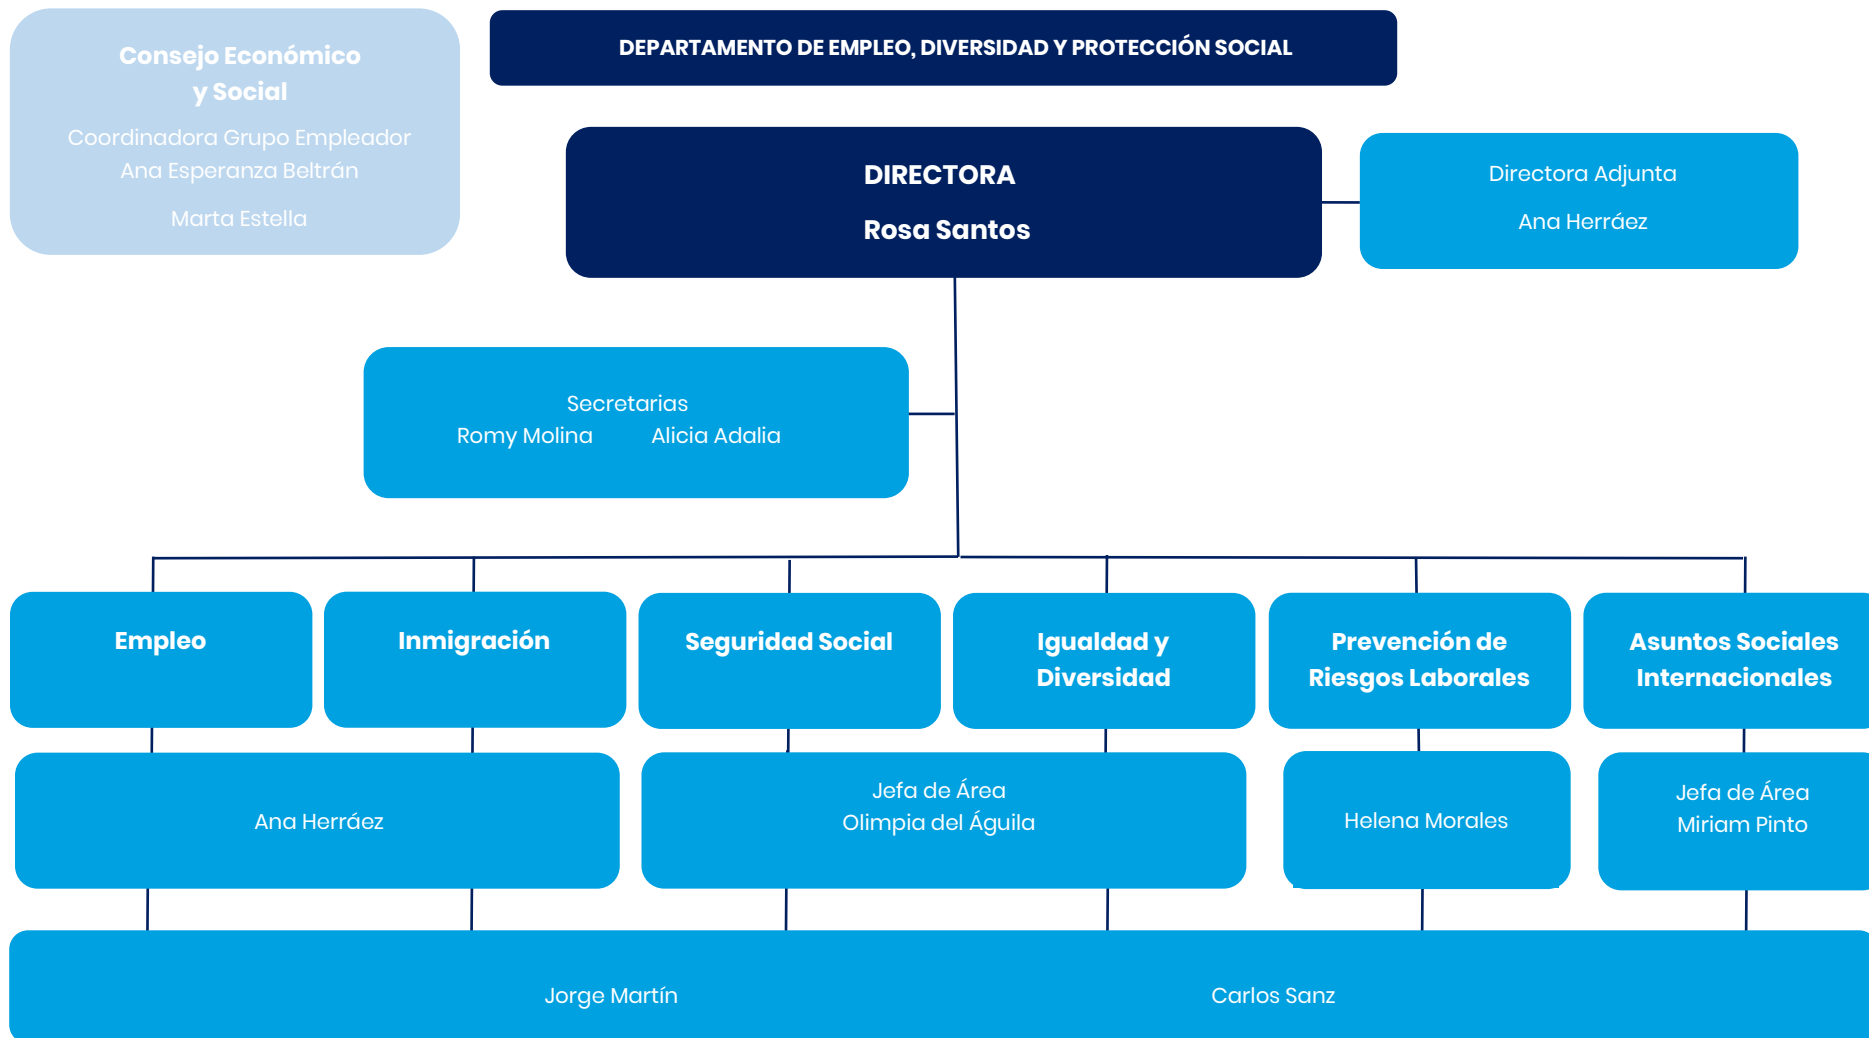 Consejo Económico
y Social
Coordinadora Grupo Empleador
Ana Esperanza Beltrán
Marta Estella
DEPARTAMENTO DE EMPLEO, DIVERSIDAD Y PROTECCIÓN SOCIAL
DIRECTORA
Rosa Santos
Directora Adjunta
Ana Herráez
Secretarias
Romy Molina Alicia Adalia
Empleo
Inmigración
Seguridad Social
Igualdad y
Diversidad
Prevención de
Riesgos Laborales
Asuntos Sociales
Internacionales
Ana Herráez
Jefa de Área
Olimpia del Águila
Helena Morales
Jefa de Área
Miriam Pinto
Jorge Martín
Carlos Sanz